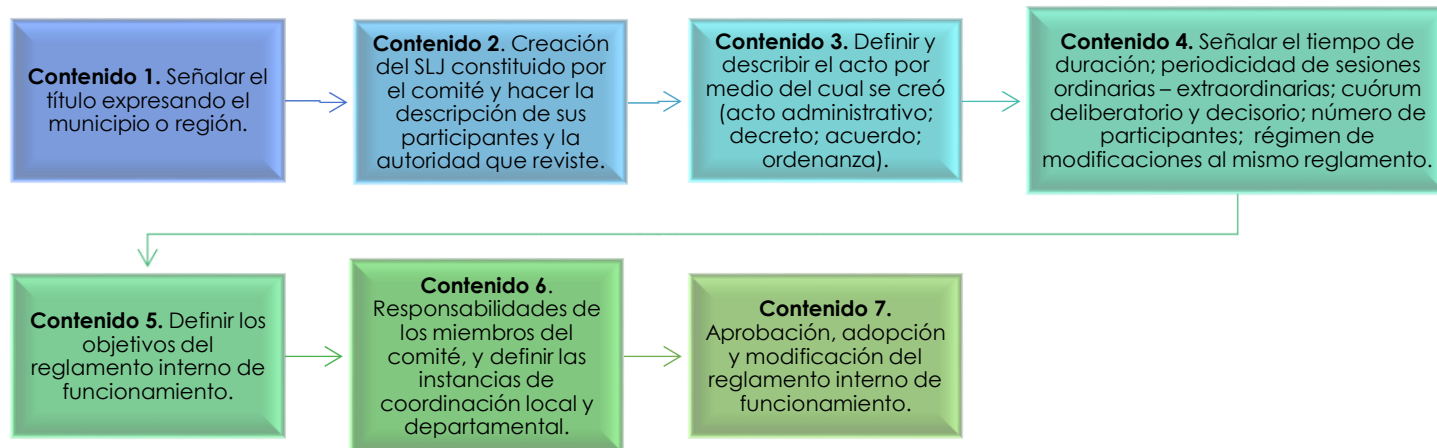 Contenido 1. Señalar el
título expresando el
municipio o región.
Contenido 2. Creación
del SLJ constituido por
el comité y hacer la
descripción de sus
participantes y la
autoridad que reviste.
Contenido 3. Definir y
describir el acto por
medio del cual se creó
(acto administrativo;
decreto; acuerdo;
ordenanza).
Contenido 4. Señalar el tiempo de
duración; periodicidad de sesiones
ordinarias – extraordinarias; cuórum
deliberatorio y decisorio; número de
participantes; régimen de
modificaciones al mismo reglamento.
Contenido 5. Definir los
objetivos del
reglamento interno de
funcionamiento.
Contenido 6.
Responsabilidades de
los miembros del
comité, y definir las
instancias de
coordinación local y
departamental.
Contenido 7.
Aprobación, adopción
y modificación del
reglamento interno de
funcionamiento.